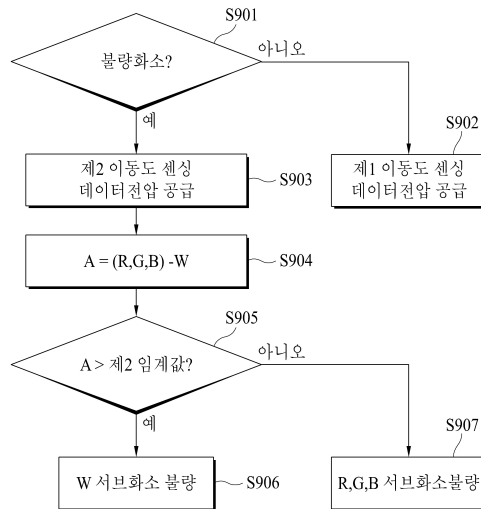 S901
불량화소?
아니오
예
S902
제2 이동도 센싱
데이터전압 공급
S903
제1 이동도 센싱
데이터전압 공급
A = (R,G,B) -W
S904
S905
A > 제2 임계값?
아니오
예
S907
W 서브화소 불량
S906
R,G,B 서브화소불량